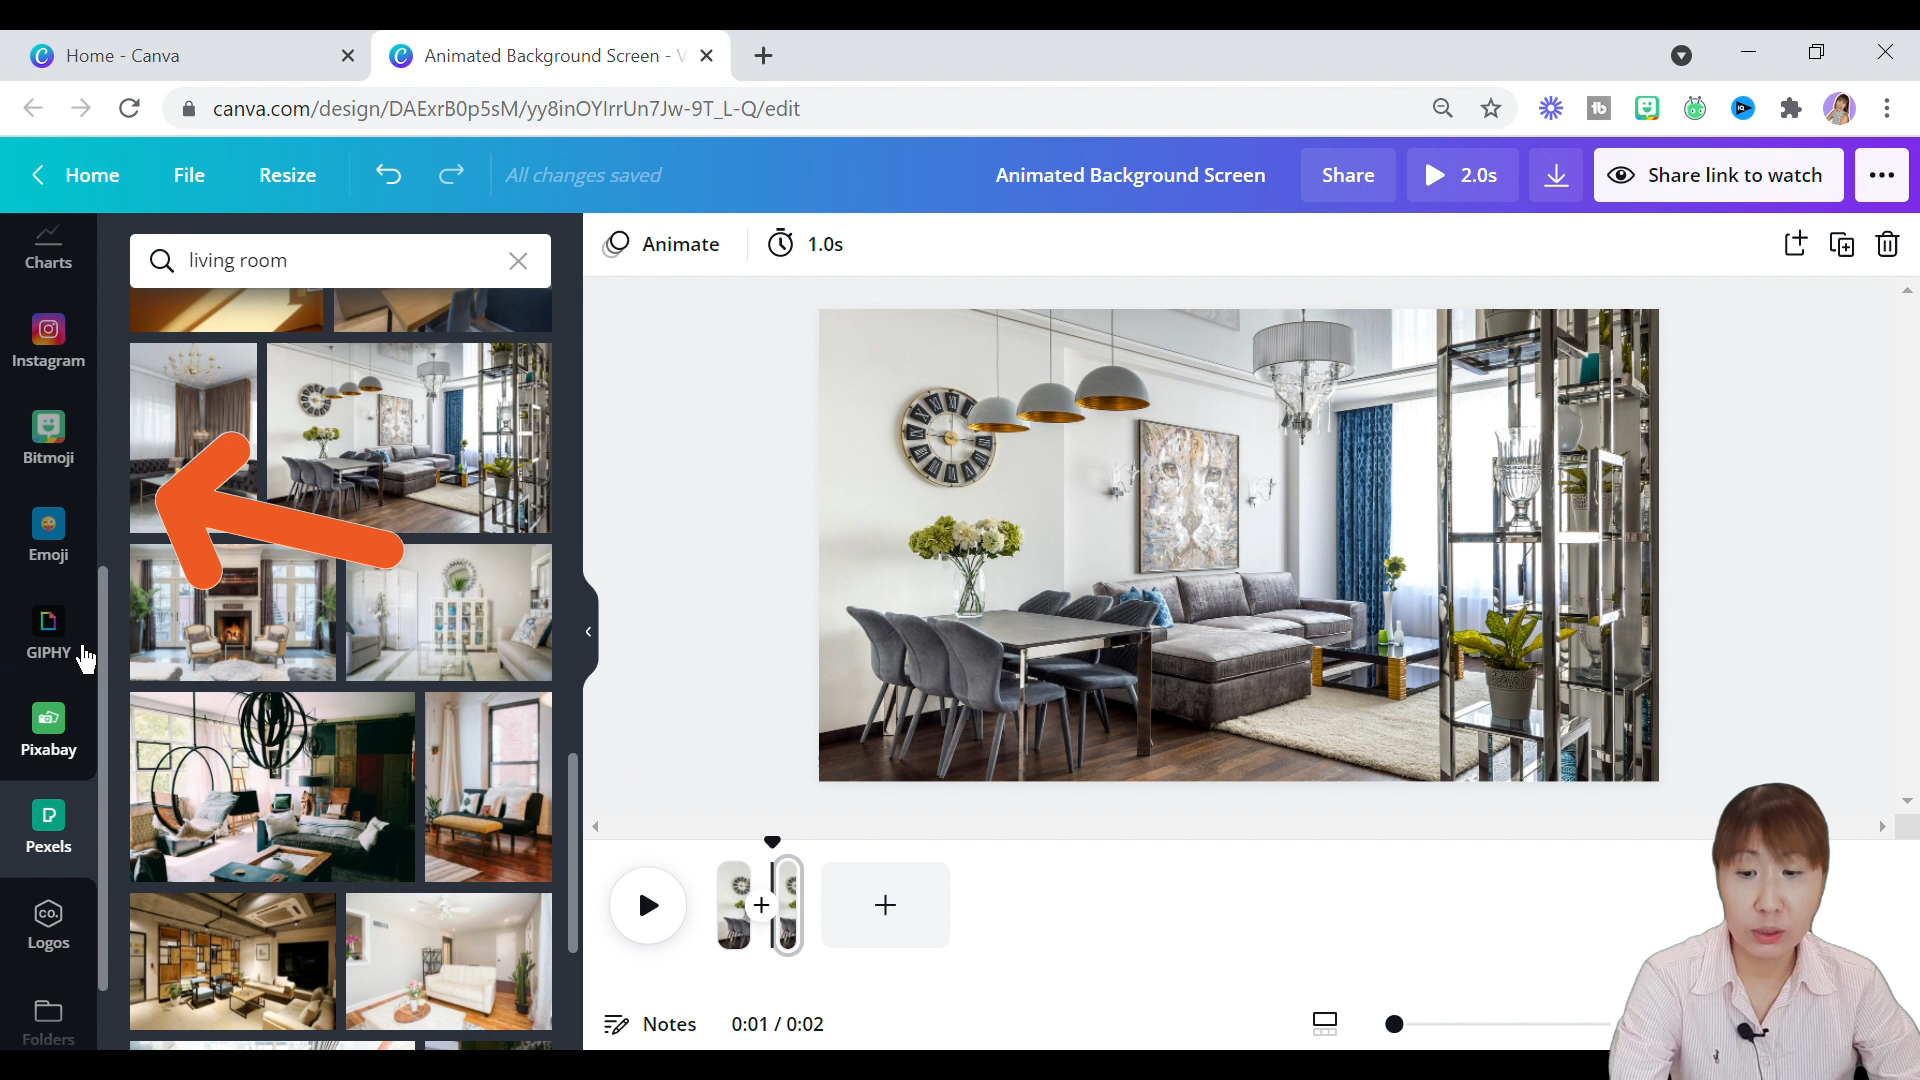 Home - Canva
Animated Background Screen - V
canva.com/design/DAExrB0p5sM/yy8inOYIrrUn7Jw-9T_L-Q/edit
Home
File
Resize
All changes saved
Animated Background Screen
Share
2.0s
Share link to watch
Charts
Instagram
Bitmoji
Emoji
GIPHY
Pixabay
Pexels
CO.
Logos
Folders
living room
Animate
1.0s
Notes
0:01 / 0:02